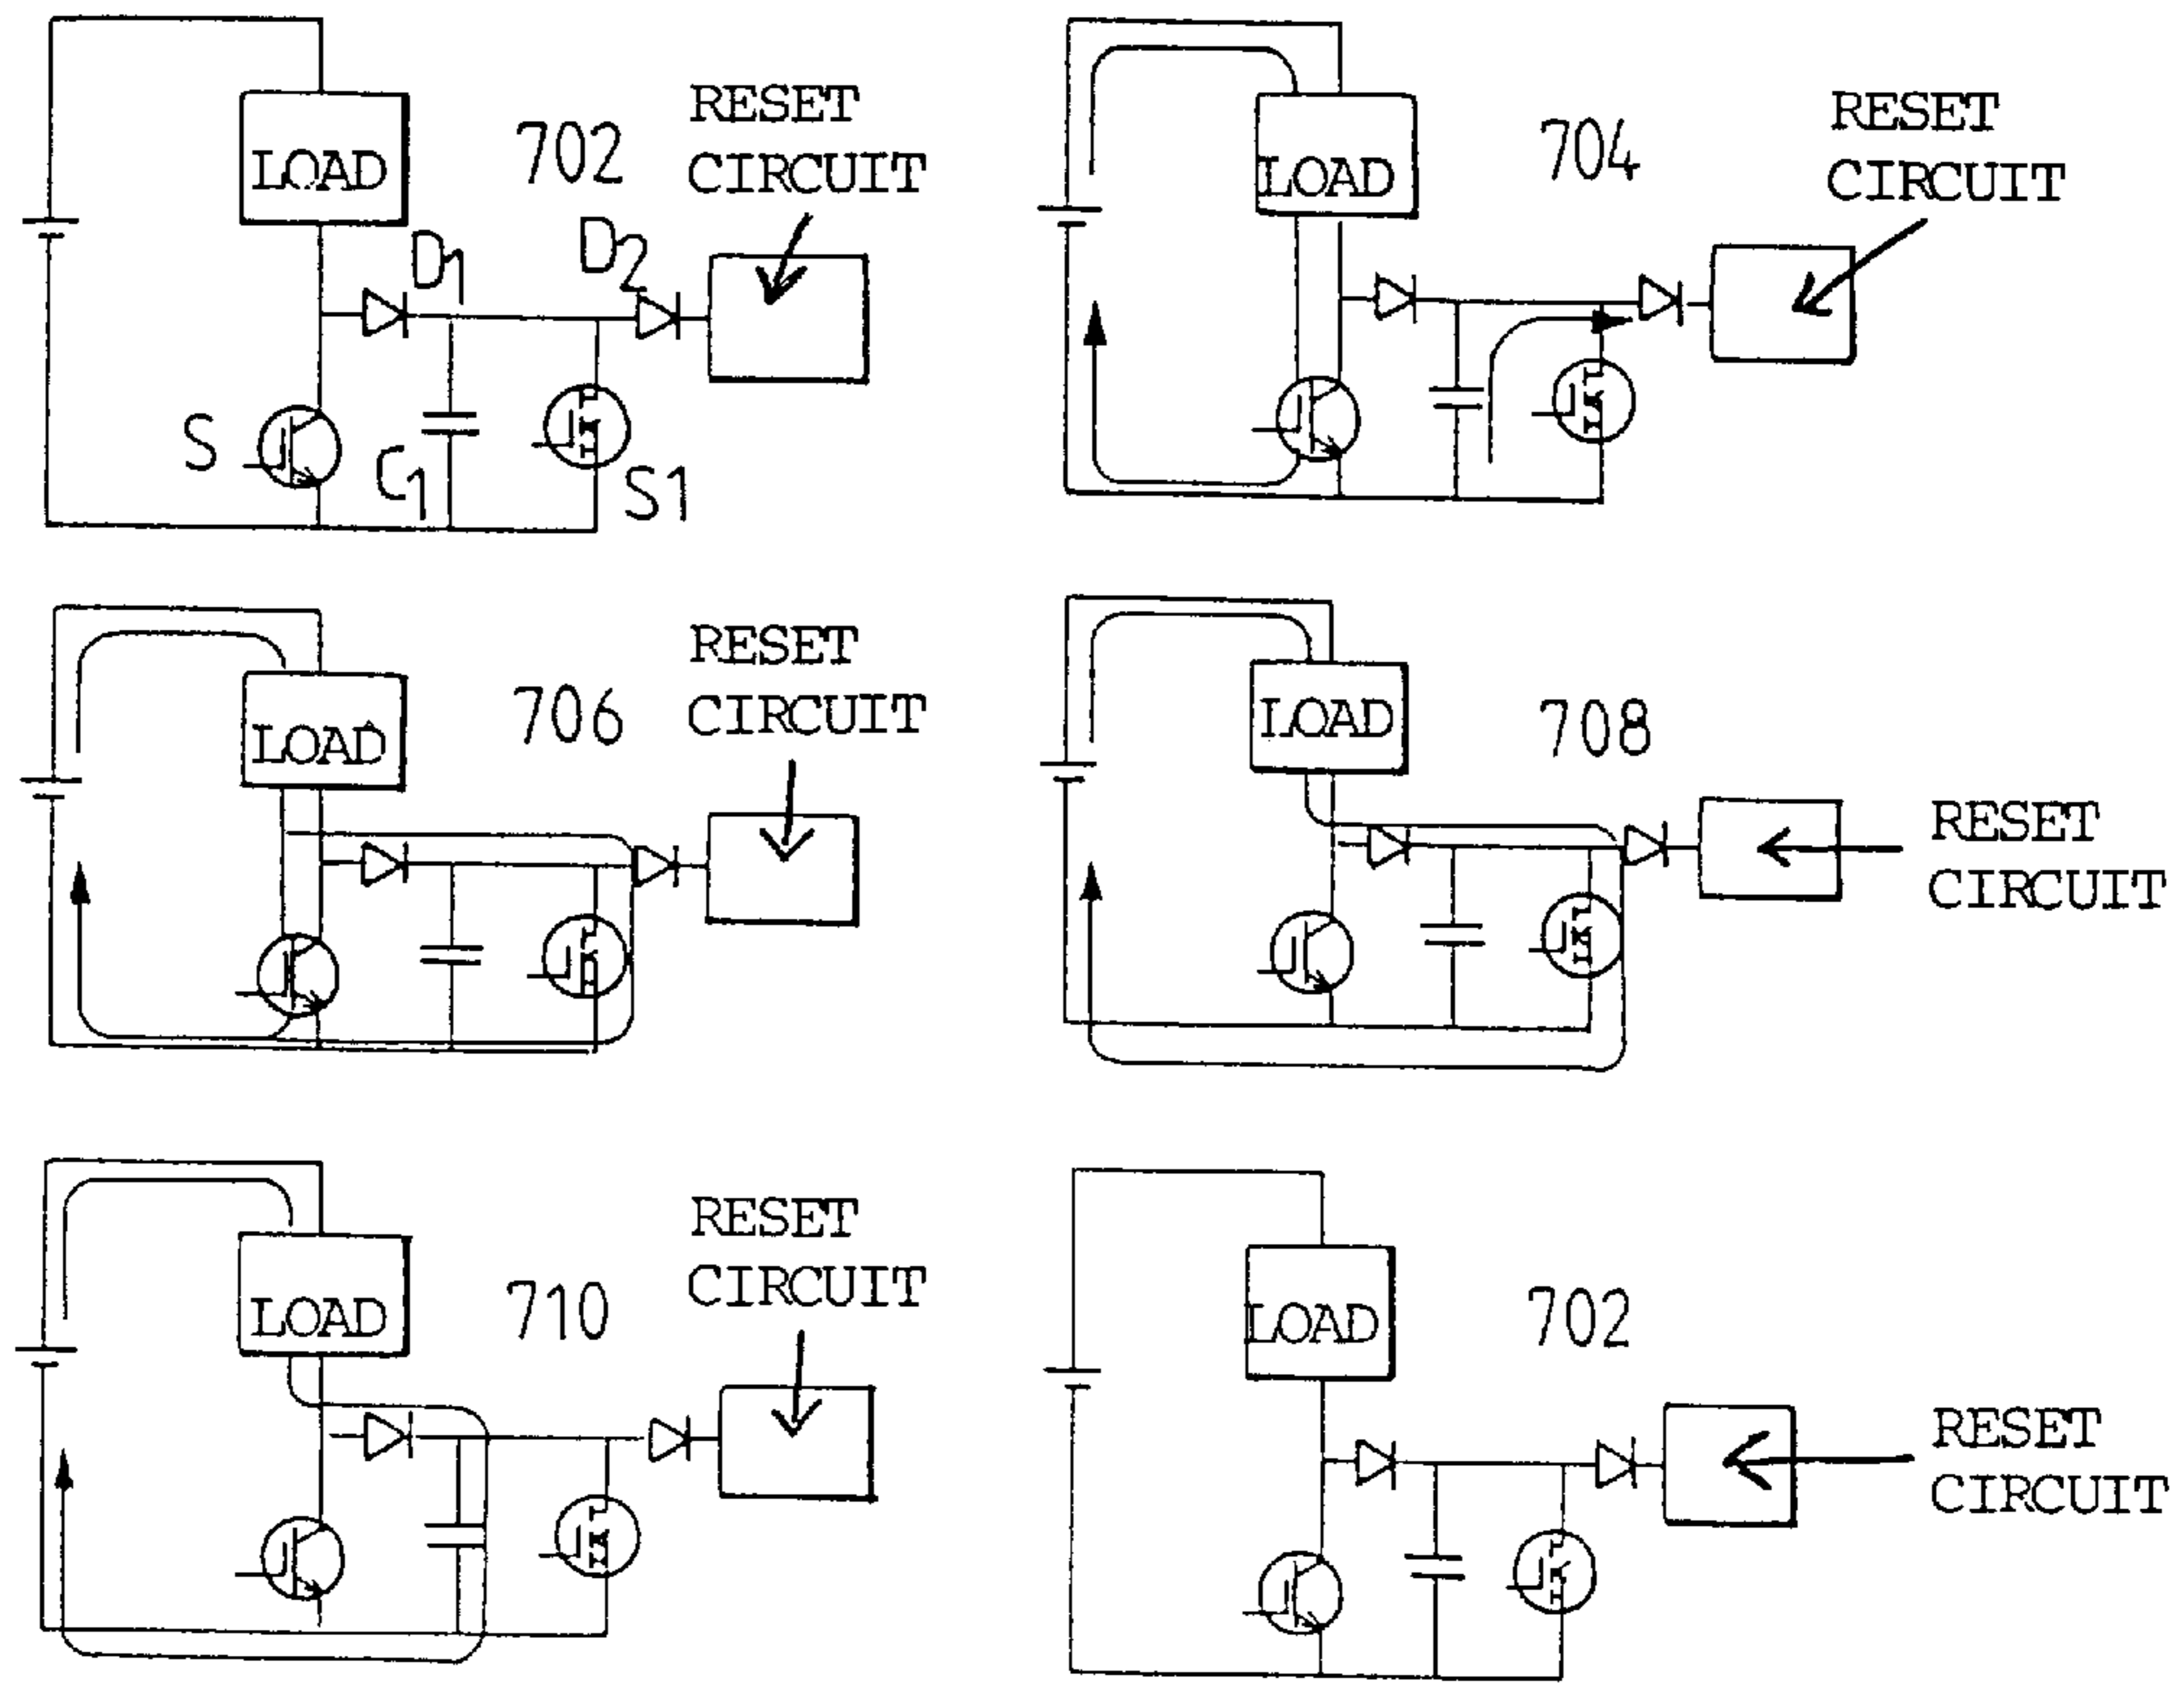 LOAD
702
RESET
CIRCUIT
D1
D2
S
C1
S1
LOAD
704
RESET
CIRCUIT
LOAD
706
RESET
CIRCUIT
LOAD
708
RESET
CIRCUIT
LOAD
710
RESET
CIRCUIT
LOAD
702
RESET
CIRCUIT